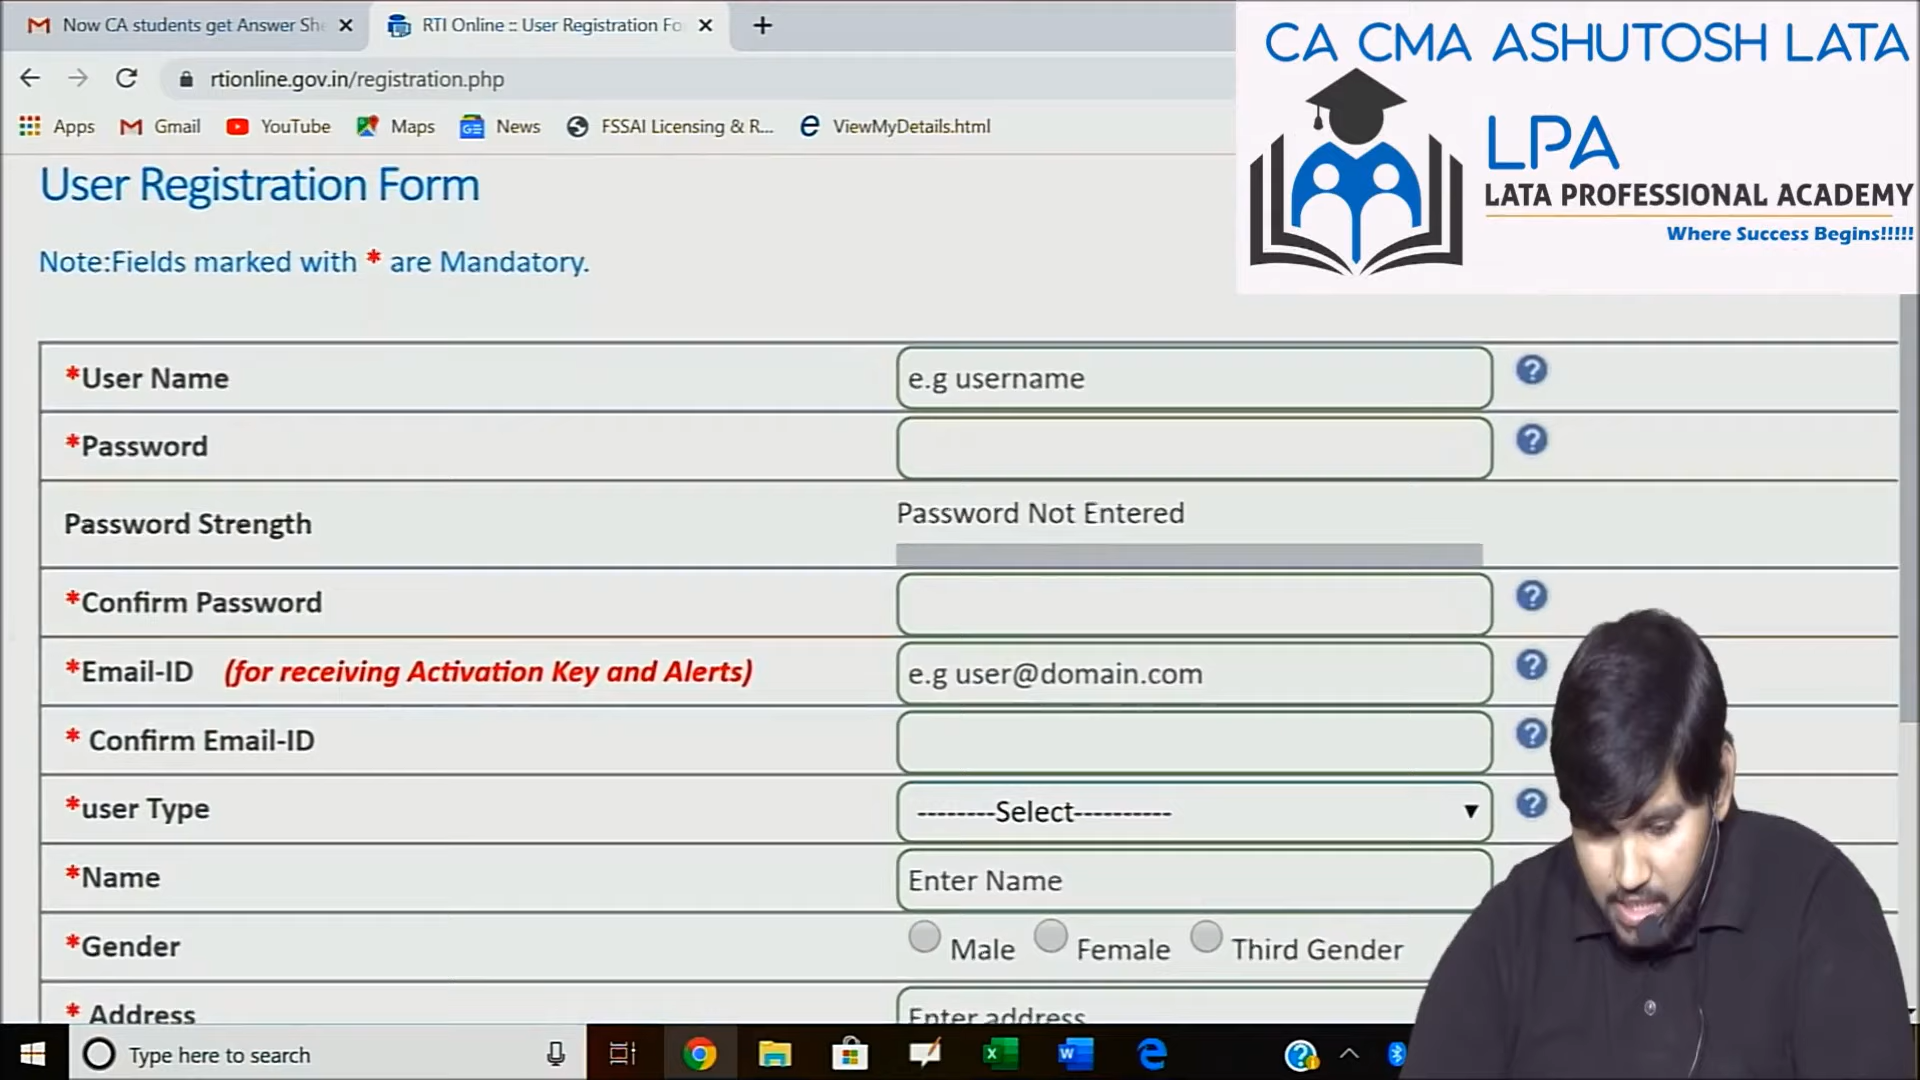 Now CA students get Answer She
RTI Online :: User Registration Fo
rtionline.gov.in/registration.php
Apps
Gmail
YouTube
Maps
News
FSSAI Licensing & R...
ViewMyDetails.html
CA CMA ASHUTOSH LATA
LPA
LATA PROFESSIONAL ACADEMY
Where Success Begins!!!!!
User Registration Form
Note:Fields marked with * are Mandatory.
*User Name
e.g username
*Password
Password Strength
Password Not Entered
*Confirm Password
*Email-ID (for receiving Activation Key and Alerts)
e.g user@domain.com
* Confirm Email-ID
*user Type
--------Select----------
*Name
Enter Name
*Gender
Male Female Third Gender
* Address
Enter address
Type here to search